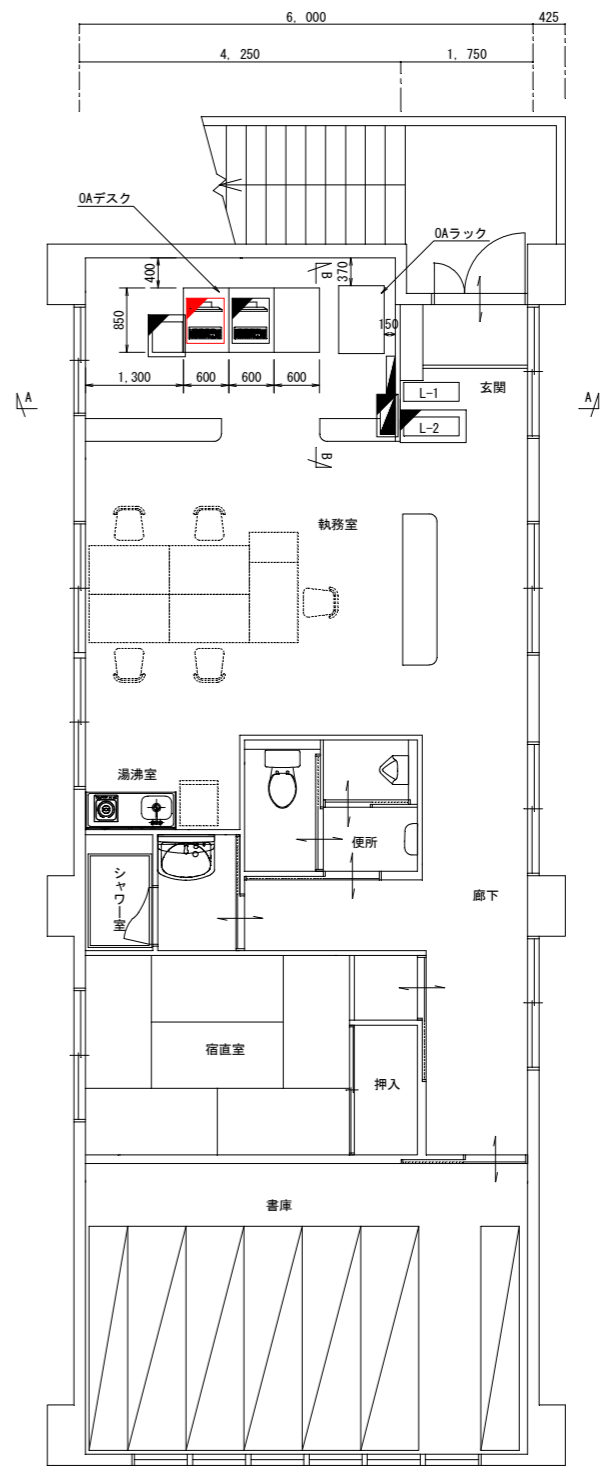 6,000
425
4,250
1,750
OAデスク
OAラック
400
B
370
850
150
1,300
600
600
600
A
L-1
玄関
A
L-2
B
執務室
湯沸室
便所
シャワー室
廊下
宿直室
押入
書庫